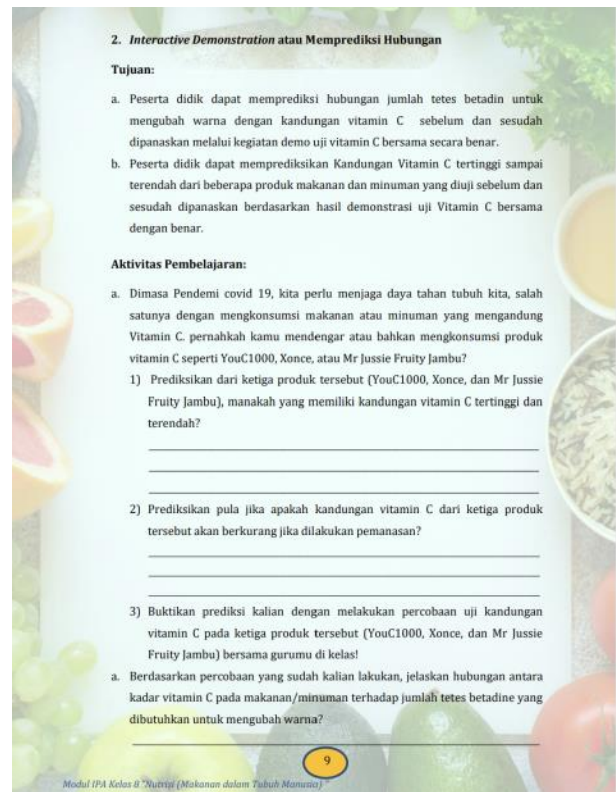 2. Interactive Demonstration atau Memprediksi Hubungan
Tujuan:
a. Peserta didik dapat memprediksi hubungan jumlah tetes betadin untuk
mengubah warna dengan kandungan vitamin C sebelum dan sesudah
dipanaskan melalui kegiatan demo uji vitamin C bersama secara benar.
b. Peserta didik dapat memprediksikan Kandungan Vitamin C tertinggi sampai
terendah dari beberapa produk makanan dan minuman yang diuji sebelum dan
sesudah dipanaskan berdasarkan hasil demonstrasi uji Vitamin C bersama
dengan benar.
Aktivitas Pembelajaran:
a. Dimasa Pendemi covid 19, kita perlu menjaga daya tahan tubuh kita, salah
satunya dengan mengkonsumsi makanan atau minuman yang mengandung
Vitamin C. pernahkah kamu mendengar atau bahkan mengkonsumsi produk
vitamin C seperti YouC1000, Xonce, atau Mr Jussie Fruity Jambu?
1) Prediksikan dari ketiga produk tersebut (YouC1000, Xonce, dan Mr Jussie
Fruity Jambu), manakah yang memiliki kandungan vitamin C tertinggi dan
terendah?
2) Prediksikan pula jika apakah kandungan vitamin C dari ketiga produk
tersebut akan berkurang jika dilakukan pemanasan?
3) Buktikan prediksi kalian dengan melakukan percobaan uji kandungan
vitamin C pada ketiga produk tersebut (YouC1000, Xonce, dan Mr Jussie
Fruity Jambu) bersama gurumu di kelas!
a. Berdasarkan percobaan yang sudah kalian lakukan, jelaskan hubungan antara
kadar vitamin C pada makanan/minuman terhadap jumlah tetes betadine yang
dibutuhkan untuk mengubah warna?
9
Modul IPA Kelas 8 "Nutrisi (Makanan dalam Tubuh Manusia) "